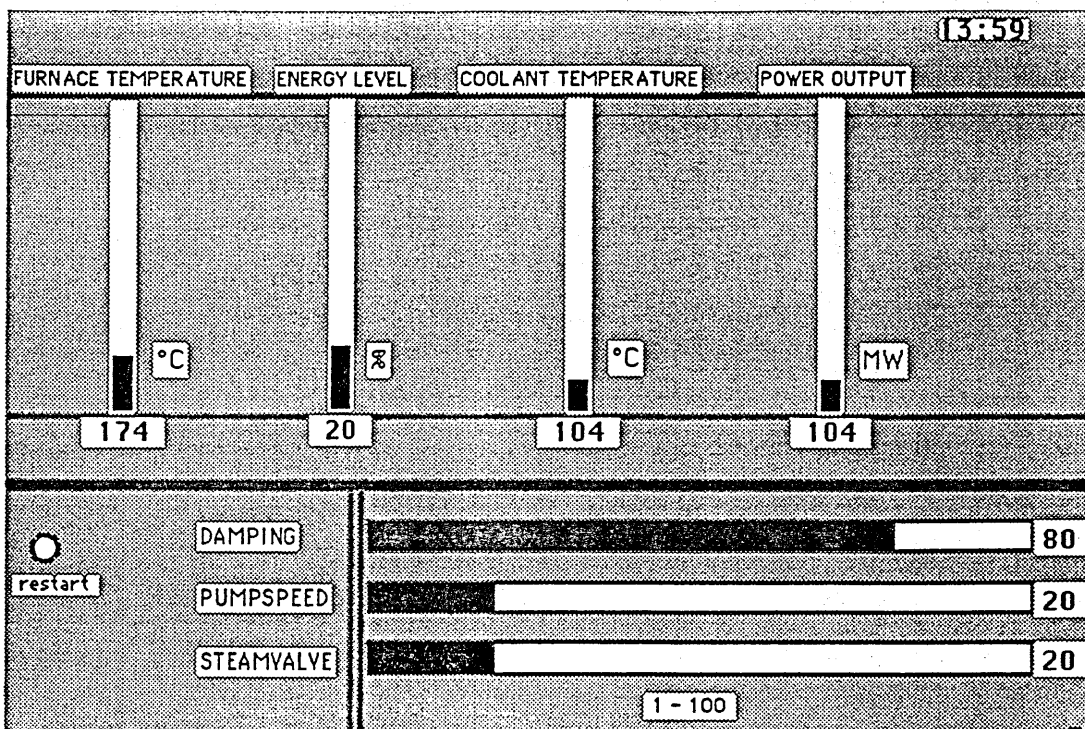 13:59
FURNACE TEMPERATURE ENERGY LEVEL COOLANT TEMPERATURE POWER OUTPUT
°C % °C MW
174 20 104 104
DAMPING 80
restart
PUMPSPEED 20
STEAMVALVE 20
1 - 100